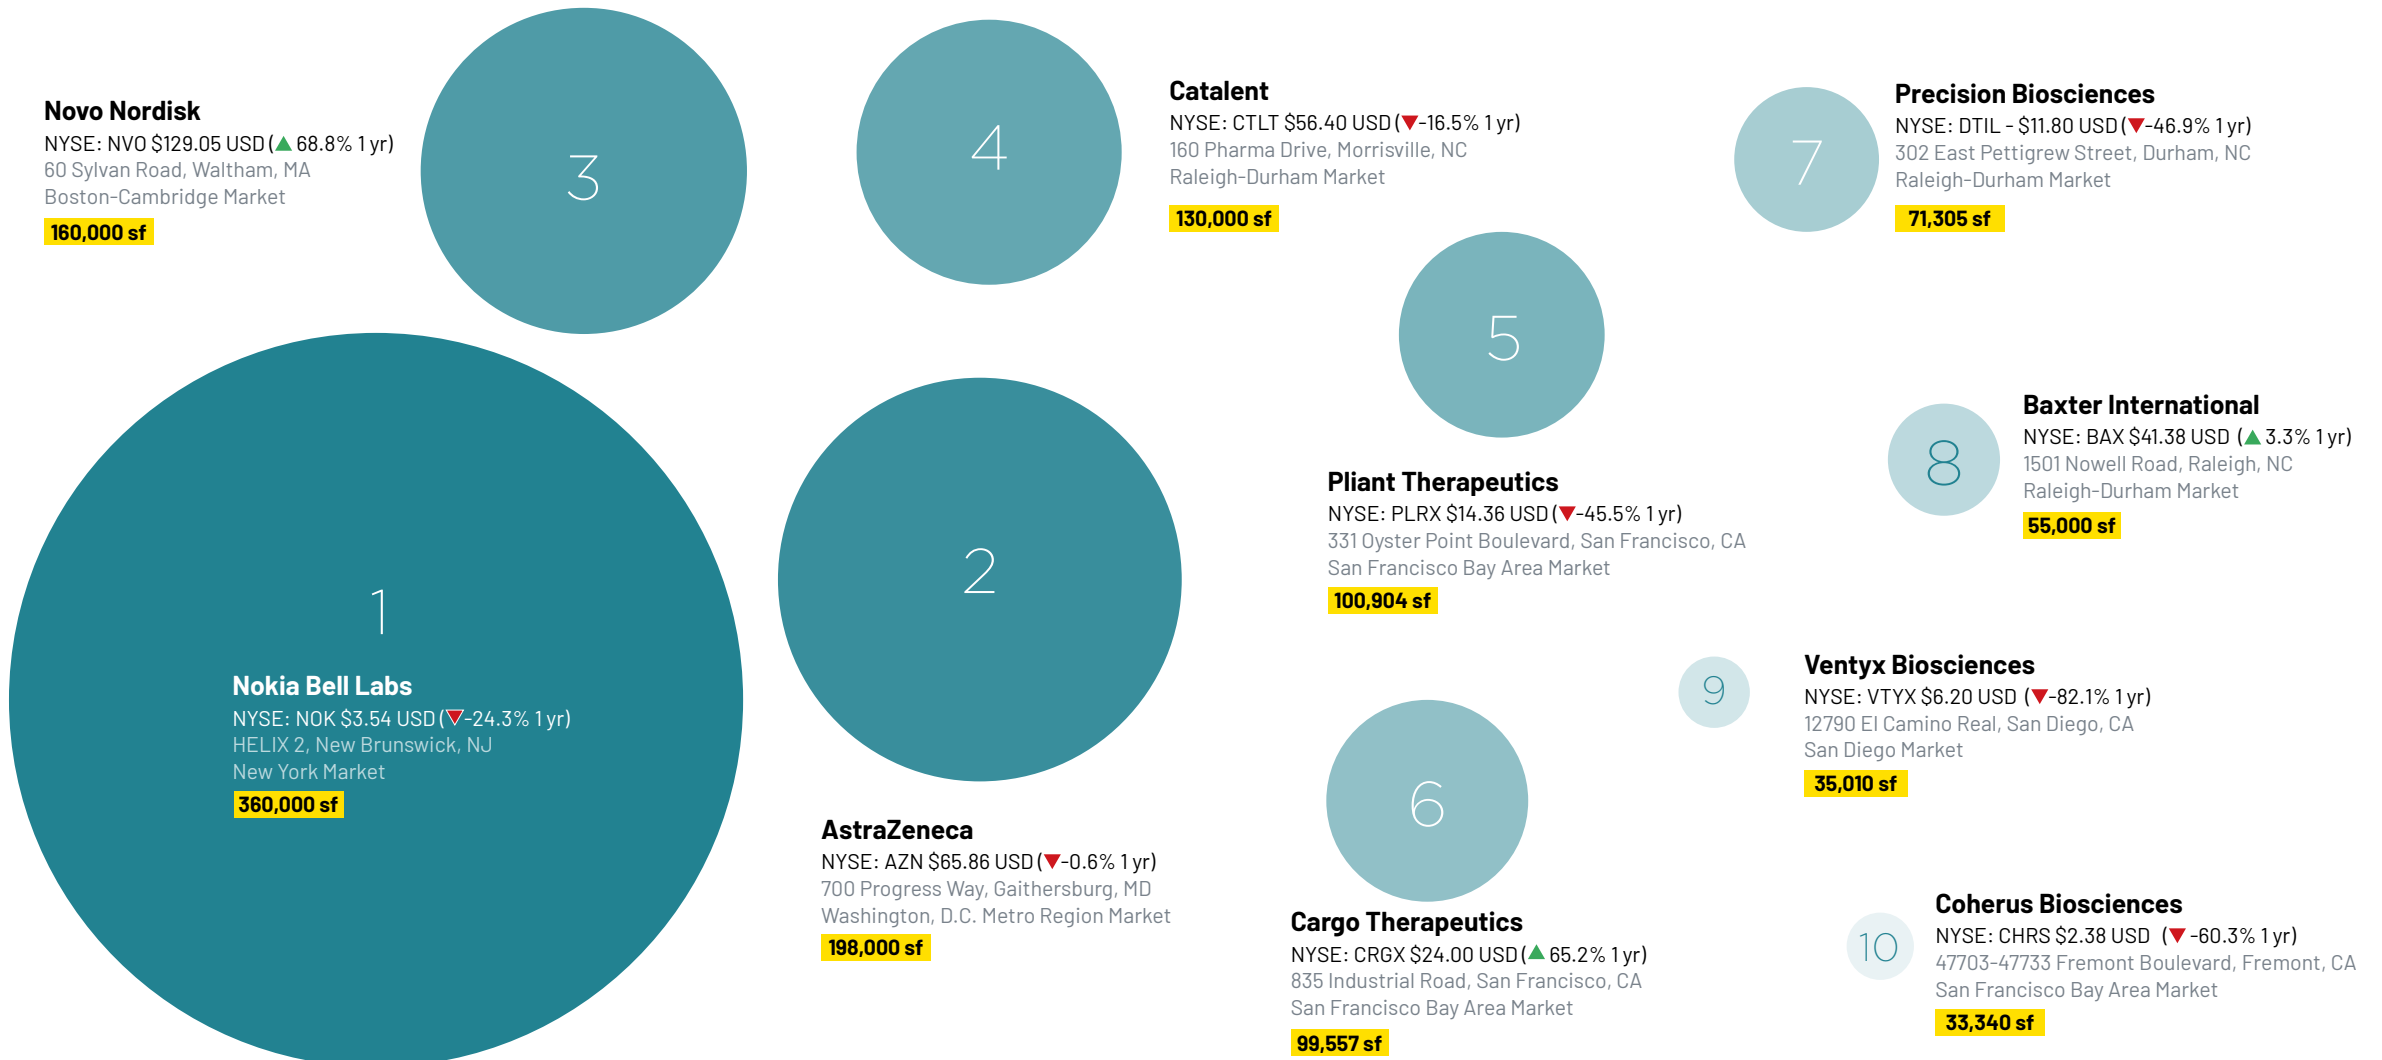 Novo Nordisk
NYSE: NVO $129.05 USD (▲ 68.8% 1 yr)
60 Sylvan Road, Waltham, MA
Boston-Cambridge Market
160,000 sf
3
4
Catalent
NYSE: CTLT $56.40 USD (▼-16.5% 1 yr)
160 Pharma Drive, Morrisville, NC
Raleigh-Durham Market
130,000 sf
7
Precision Biosciences
NYSE: DTIL - $11.80 USD (▼-46.9% 1 yr)
302 East Pettigrew Street, Durham, NC
Raleigh-Durham Market
71,305 sf
1
Nokia Bell Labs
NYSE: NOK $3.54 USD (▼-24.3% 1 yr)
HELIX 2, New Brunswick, NJ
New York Market
360,000 sf
2
AstraZeneca
NYSE: AZN $65.86 USD (▼-0.6% 1 yr)
700 Progress Way, Gaithersburg, MD
Washington, D.C. Metro Region Market
198,000 sf
5
Pliant Therapeutics
NYSE: PLRX $14.36 USD (▼-45.5% 1 yr)
331 Oyster Point Boulevard, San Francisco, CA
San Francisco Bay Area Market
100,904 sf
6
Cargo Therapeutics
NYSE: CRGX $24.00 USD (▲ 65.2% 1 yr)
835 Industrial Road, San Francisco, CA
San Francisco Bay Area Market
99,557 sf
8
Baxter International
NYSE: BAX $41.38 USD (▲ 3.3% 1 yr)
1501 Nowell Road, Raleigh, NC
Raleigh-Durham Market
55,000 sf
9
Ventyx Biosciences
NYSE: VTYX $6.20 USD (▼-82.1% 1 yr)
12790 El Camino Real, San Diego, CA
San Diego Market
35,010 sf
10
Coherus Biosciences
NYSE: CHRS $2.38 USD (▼ -60.3% 1 yr)
47703-47733 Fremont Boulevard, Fremont, CA
San Francisco Bay Area Market
33,340 sf